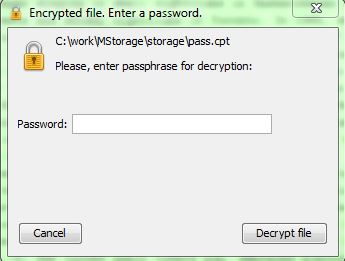 Encrypted file. Enter a password.
C:\work\MStorage\storage\pass.cpt
Please, enter passphrase for decryption:
Password:
Cancel
Decrypt file